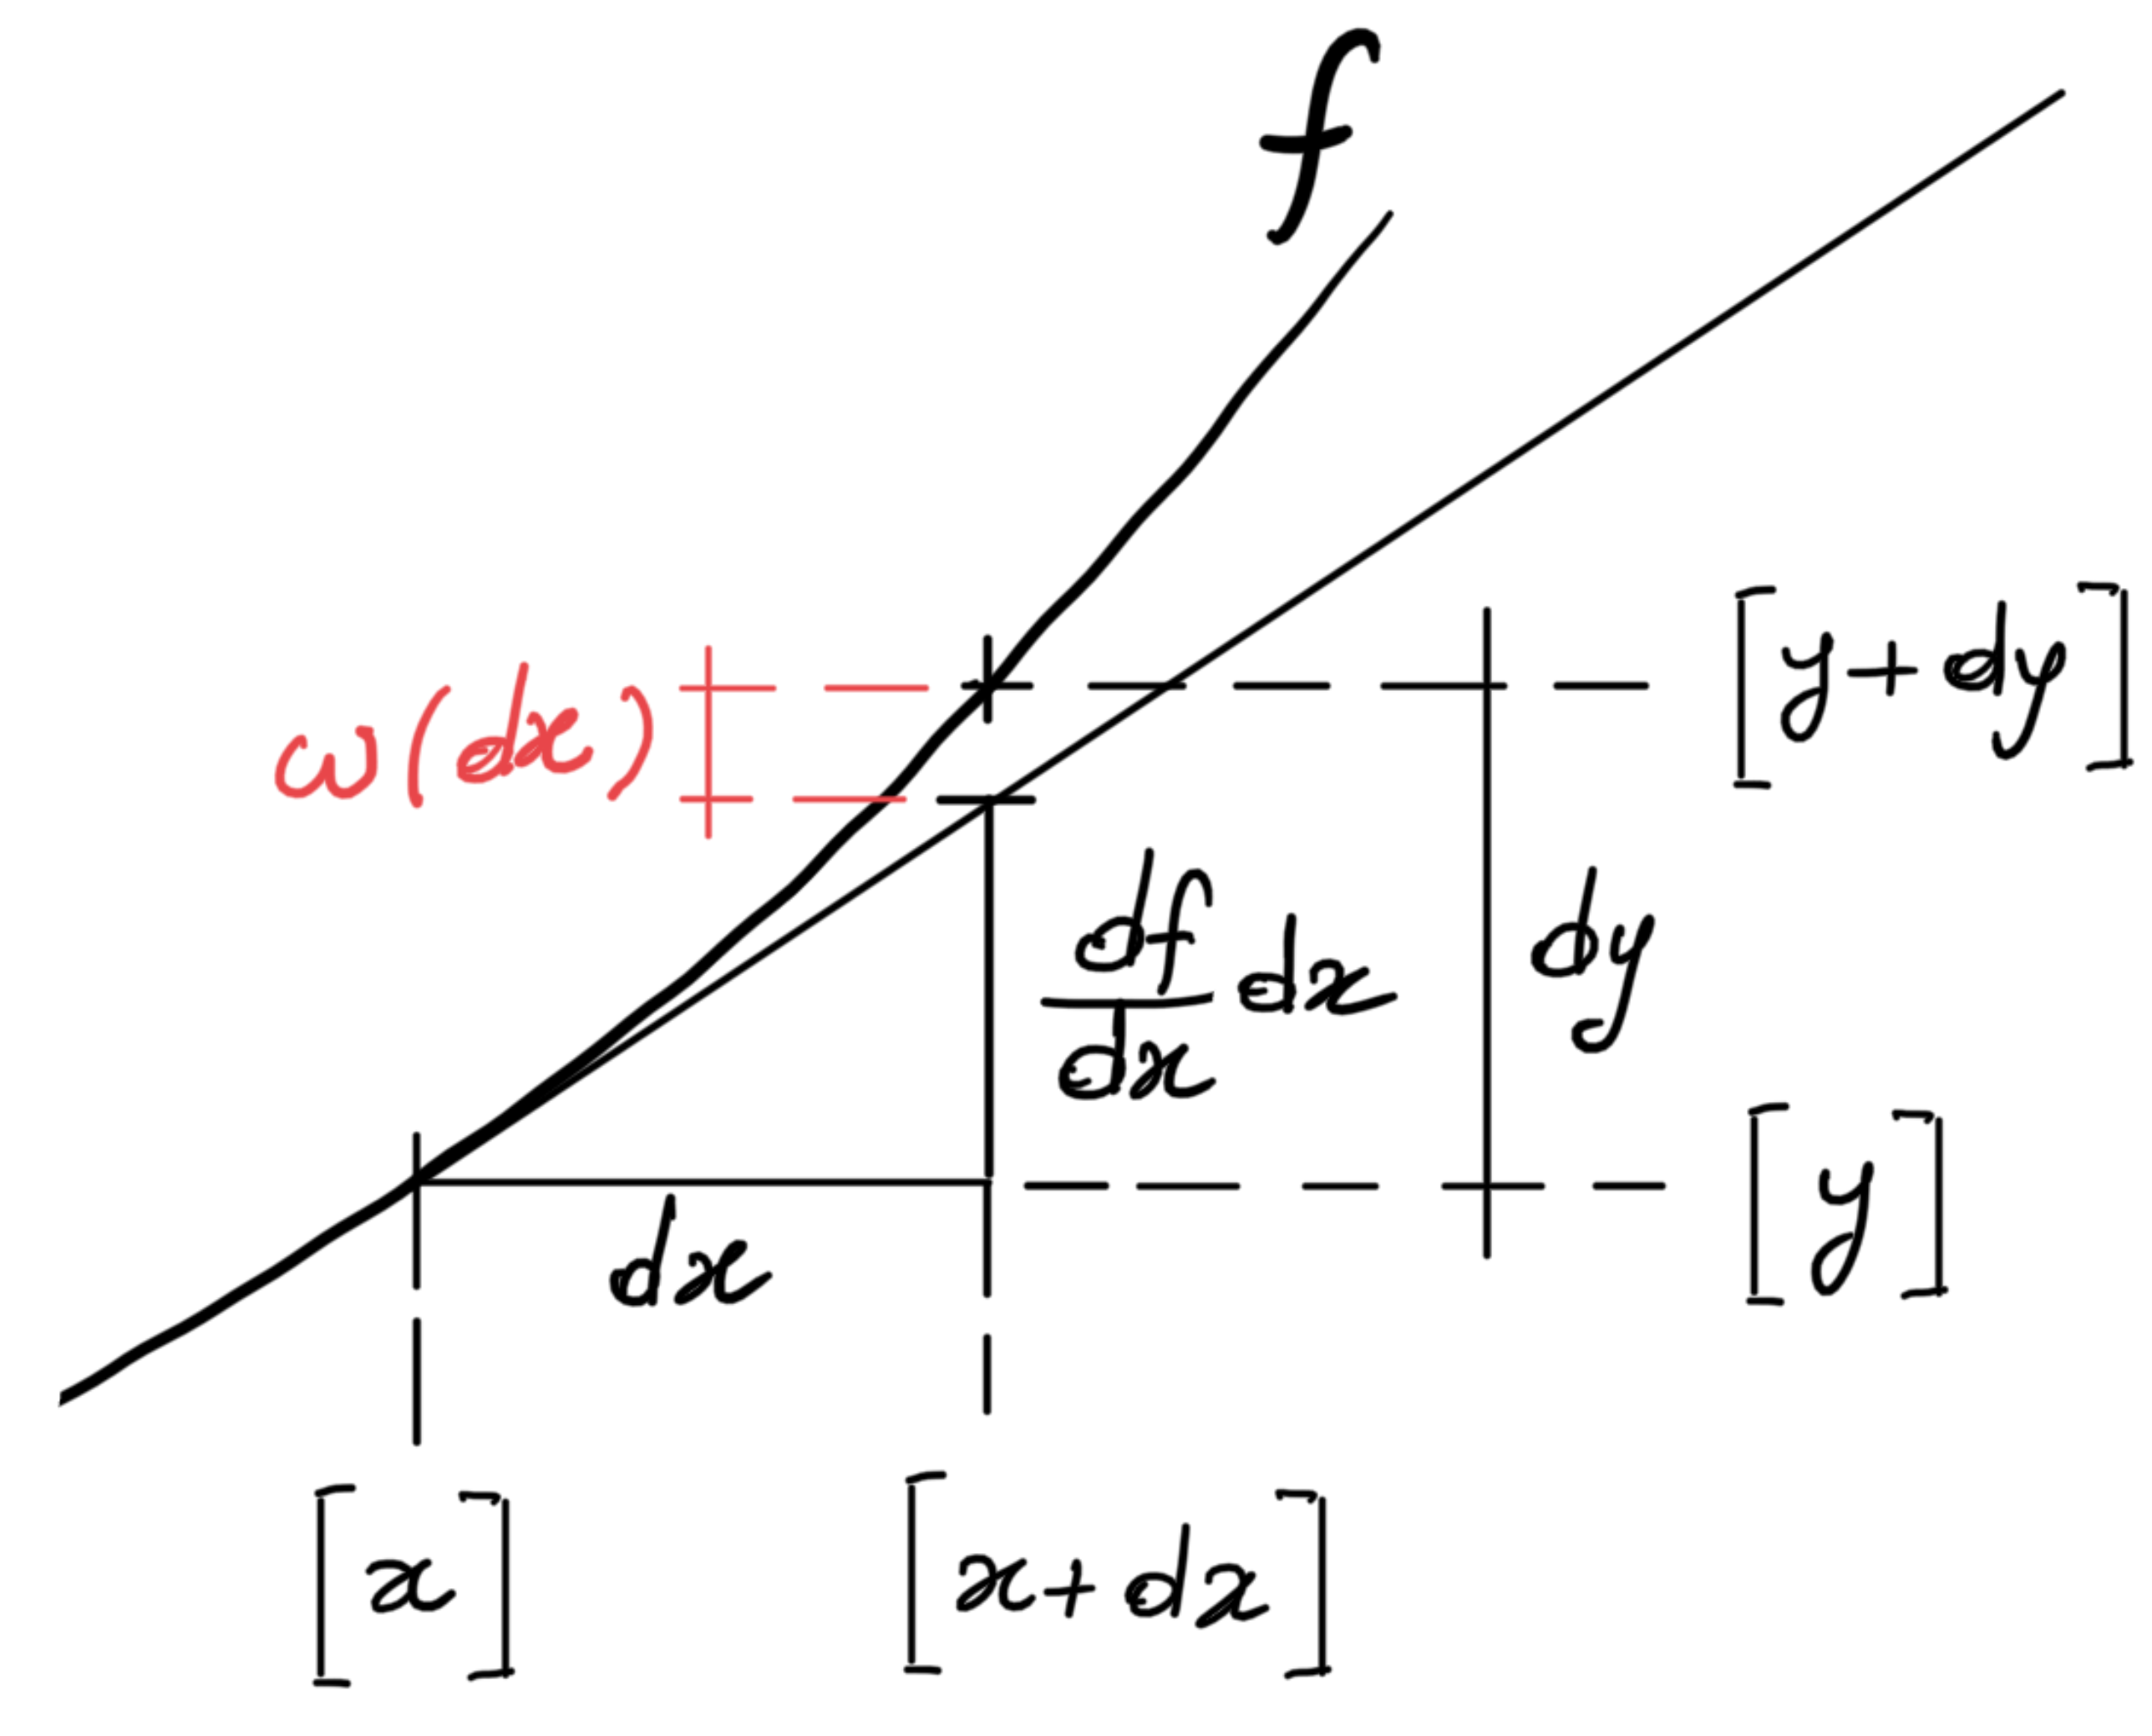 f
[y+dy]
ω(dx)
df/dx dx
dy
[y]
dx
[x]
[x+dx]